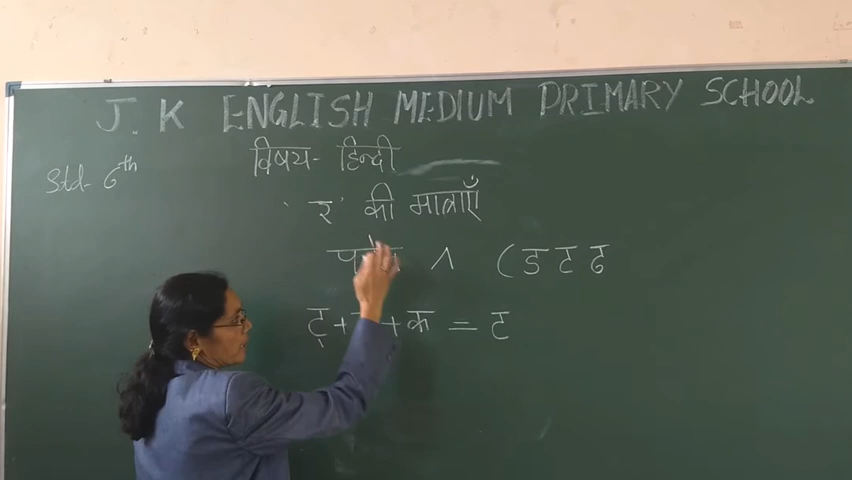 J. K ENGLISH MEDIUM PRIMARY SCHOOL
Std- 6th
विषय- हिन्दी
'र' की मात्राएँ
^ ( ड ट ढ
ट् + + क = ट